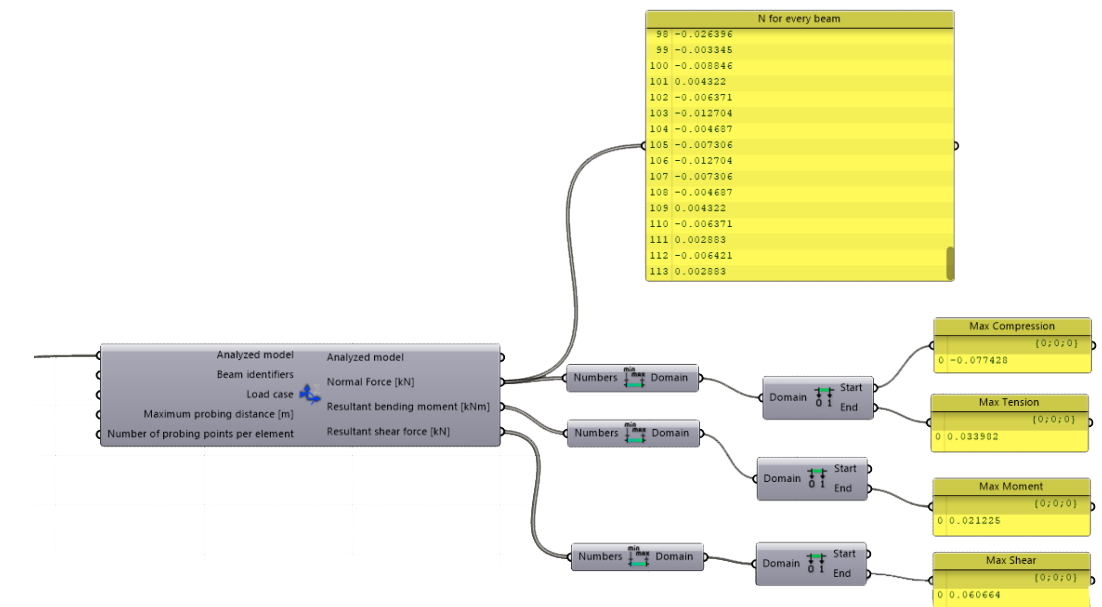 N for every beam
98 -0.026396
99 -0.003345
100 -0.008846
101 0.004322
102 -0.006371
103 -0.012704
104 -0.004687
105 -0.007306
106 -0.012704
107 -0.007306
108 -0.004687
109 0.004322
110 -0.006371
111 0.002883
112 -0.006421
113 0.002883
Analyzed model
Beam identifiers
Load case
Maximum probing distance [m]
Number of probing points per element
Analyzed model
Normal Force [kN]
Resultant bending moment [kNm]
Resultant shear force [kN]
Numbers min max Domain
Domain 0 1 Start End
Max Compression
{0;0;0}
0 -0.077428
Max Tension
{0;0;0}
0 0.033982
Numbers min max Domain
Domain 0 1 Start End
Max Moment
{0;0;0}
0 0.021225
Numbers min max Domain
Domain 0 1 Start End
Max Shear
{0;0;0}
0 0.060664